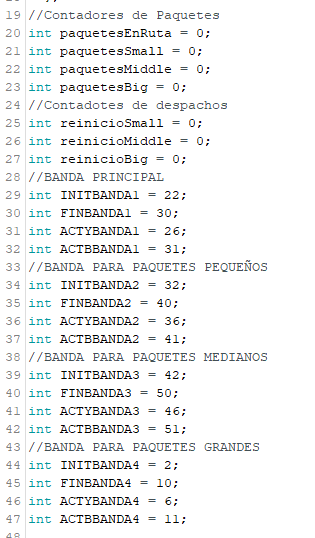 19 //Contadores de Paquetes
20 int paquetesEnRuta = 0;
21 int paquetesSmall = 0;
22 int paquetesMiddle = 0;
23 int paquetesBig = 0;
24 //Contadotes de despachos
25 int reinicioSmall = 0;
26 int reinicioMiddle = 0;
27 int reinicioBig = 0;
28 //BANDA PRINCIPAL
29 int INITBANDA1 = 22;
30 int FINBANDA1 = 30;
31 int ACTYBANDA1 = 26;
32 int ACTBBANDA1 = 31;
33 //BANDA PARA PAQUETES PEQUEÑOS
34 int INITBANDA2 = 32;
35 int FINBANDA2 = 40;
36 int ACTYBANDA2 = 36;
37 int ACTBBANDA2 = 41;
38 //BANDA PARA PAQUETES MEDIANOS
39 int INITBANDA3 = 42;
40 int FINBANDA3 = 50;
41 int ACTYBANDA3 = 46;
42 int ACTBBANDA3 = 51;
43 //BANDA PARA PAQUETES GRANDES
44 int INITBANDA4 = 2;
45 int FINBANDA4 = 10;
46 int ACTYBANDA4 = 6;
47 int ACTBBANDA4 = 11;
48